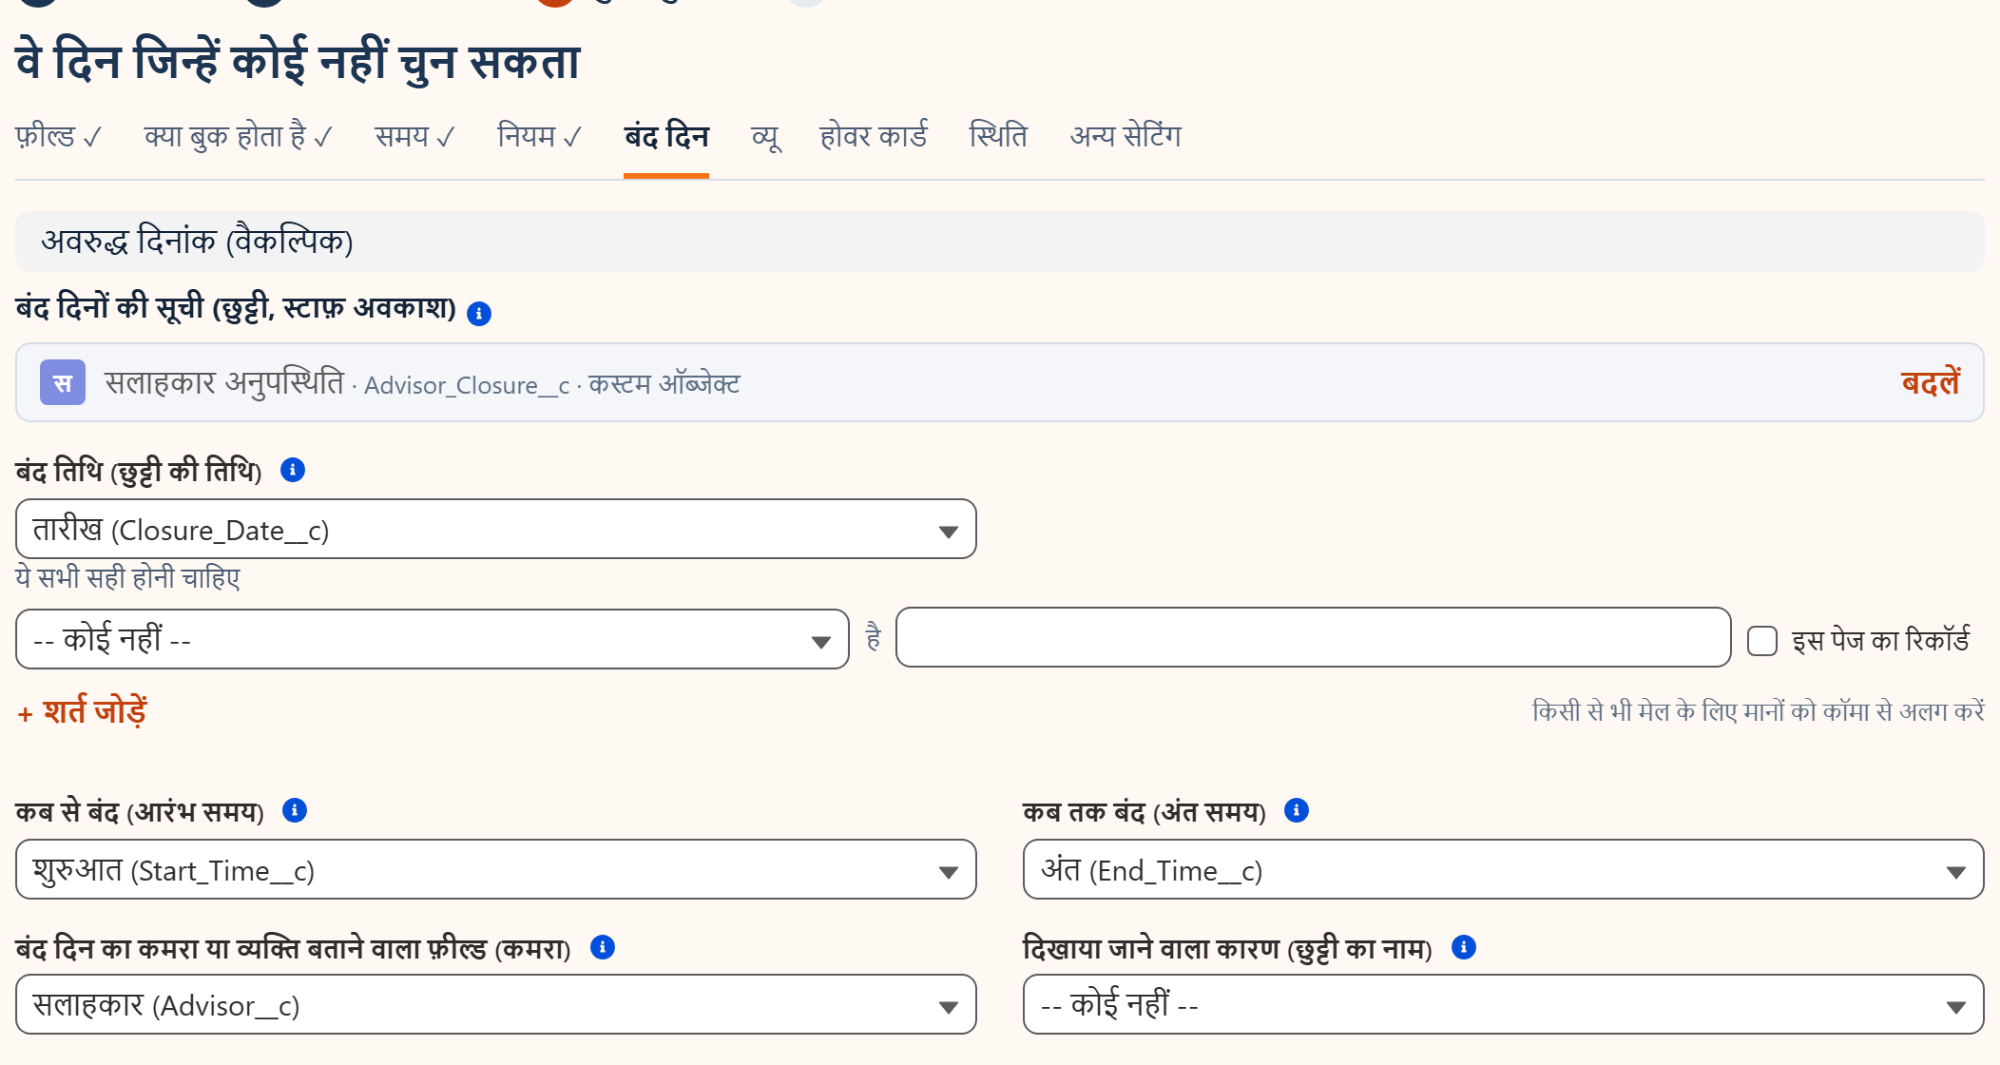 वे दिन जिन्हें कोई नहीं चुन सकता
फ़ील्ड ✓ क्या बुक होता है ✓ समय ✓ नियम ✓ बंद दिन व्यू होवर कार्ड स्थिति अन्य सेटिंग
अवरुद्ध दिनांक (वैकल्पिक)
बंद दिनों की सूची (छुट्टी, स्टाफ़ अवकाश)
स सलाहकार अनुपस्थिति · Advisor_Closure__c · कस्टम ऑब्जेक्ट बदलें
बंद तिथि (छुट्टी की तिथि)
तारीख (Closure_Date__c)
ये सभी सही होनी चाहिए
-- कोई नहीं -- है इस पेज का रिकॉर्ड
+ शर्त जोड़ें किसी से भी मेल के लिए मानों को कॉमा से अलग करें
कब से बंद (आरंभ समय) कब तक बंद (अंत समय)
शुरुआत (Start_Time__c) अंत (End_Time__c)
बंद दिन का कमरा या व्यक्ति बताने वाला फ़ील्ड (कमरा) दिखाया जाने वाला कारण (छुट्टी का नाम)
सलाहकार (Advisor__c) -- कोई नहीं --